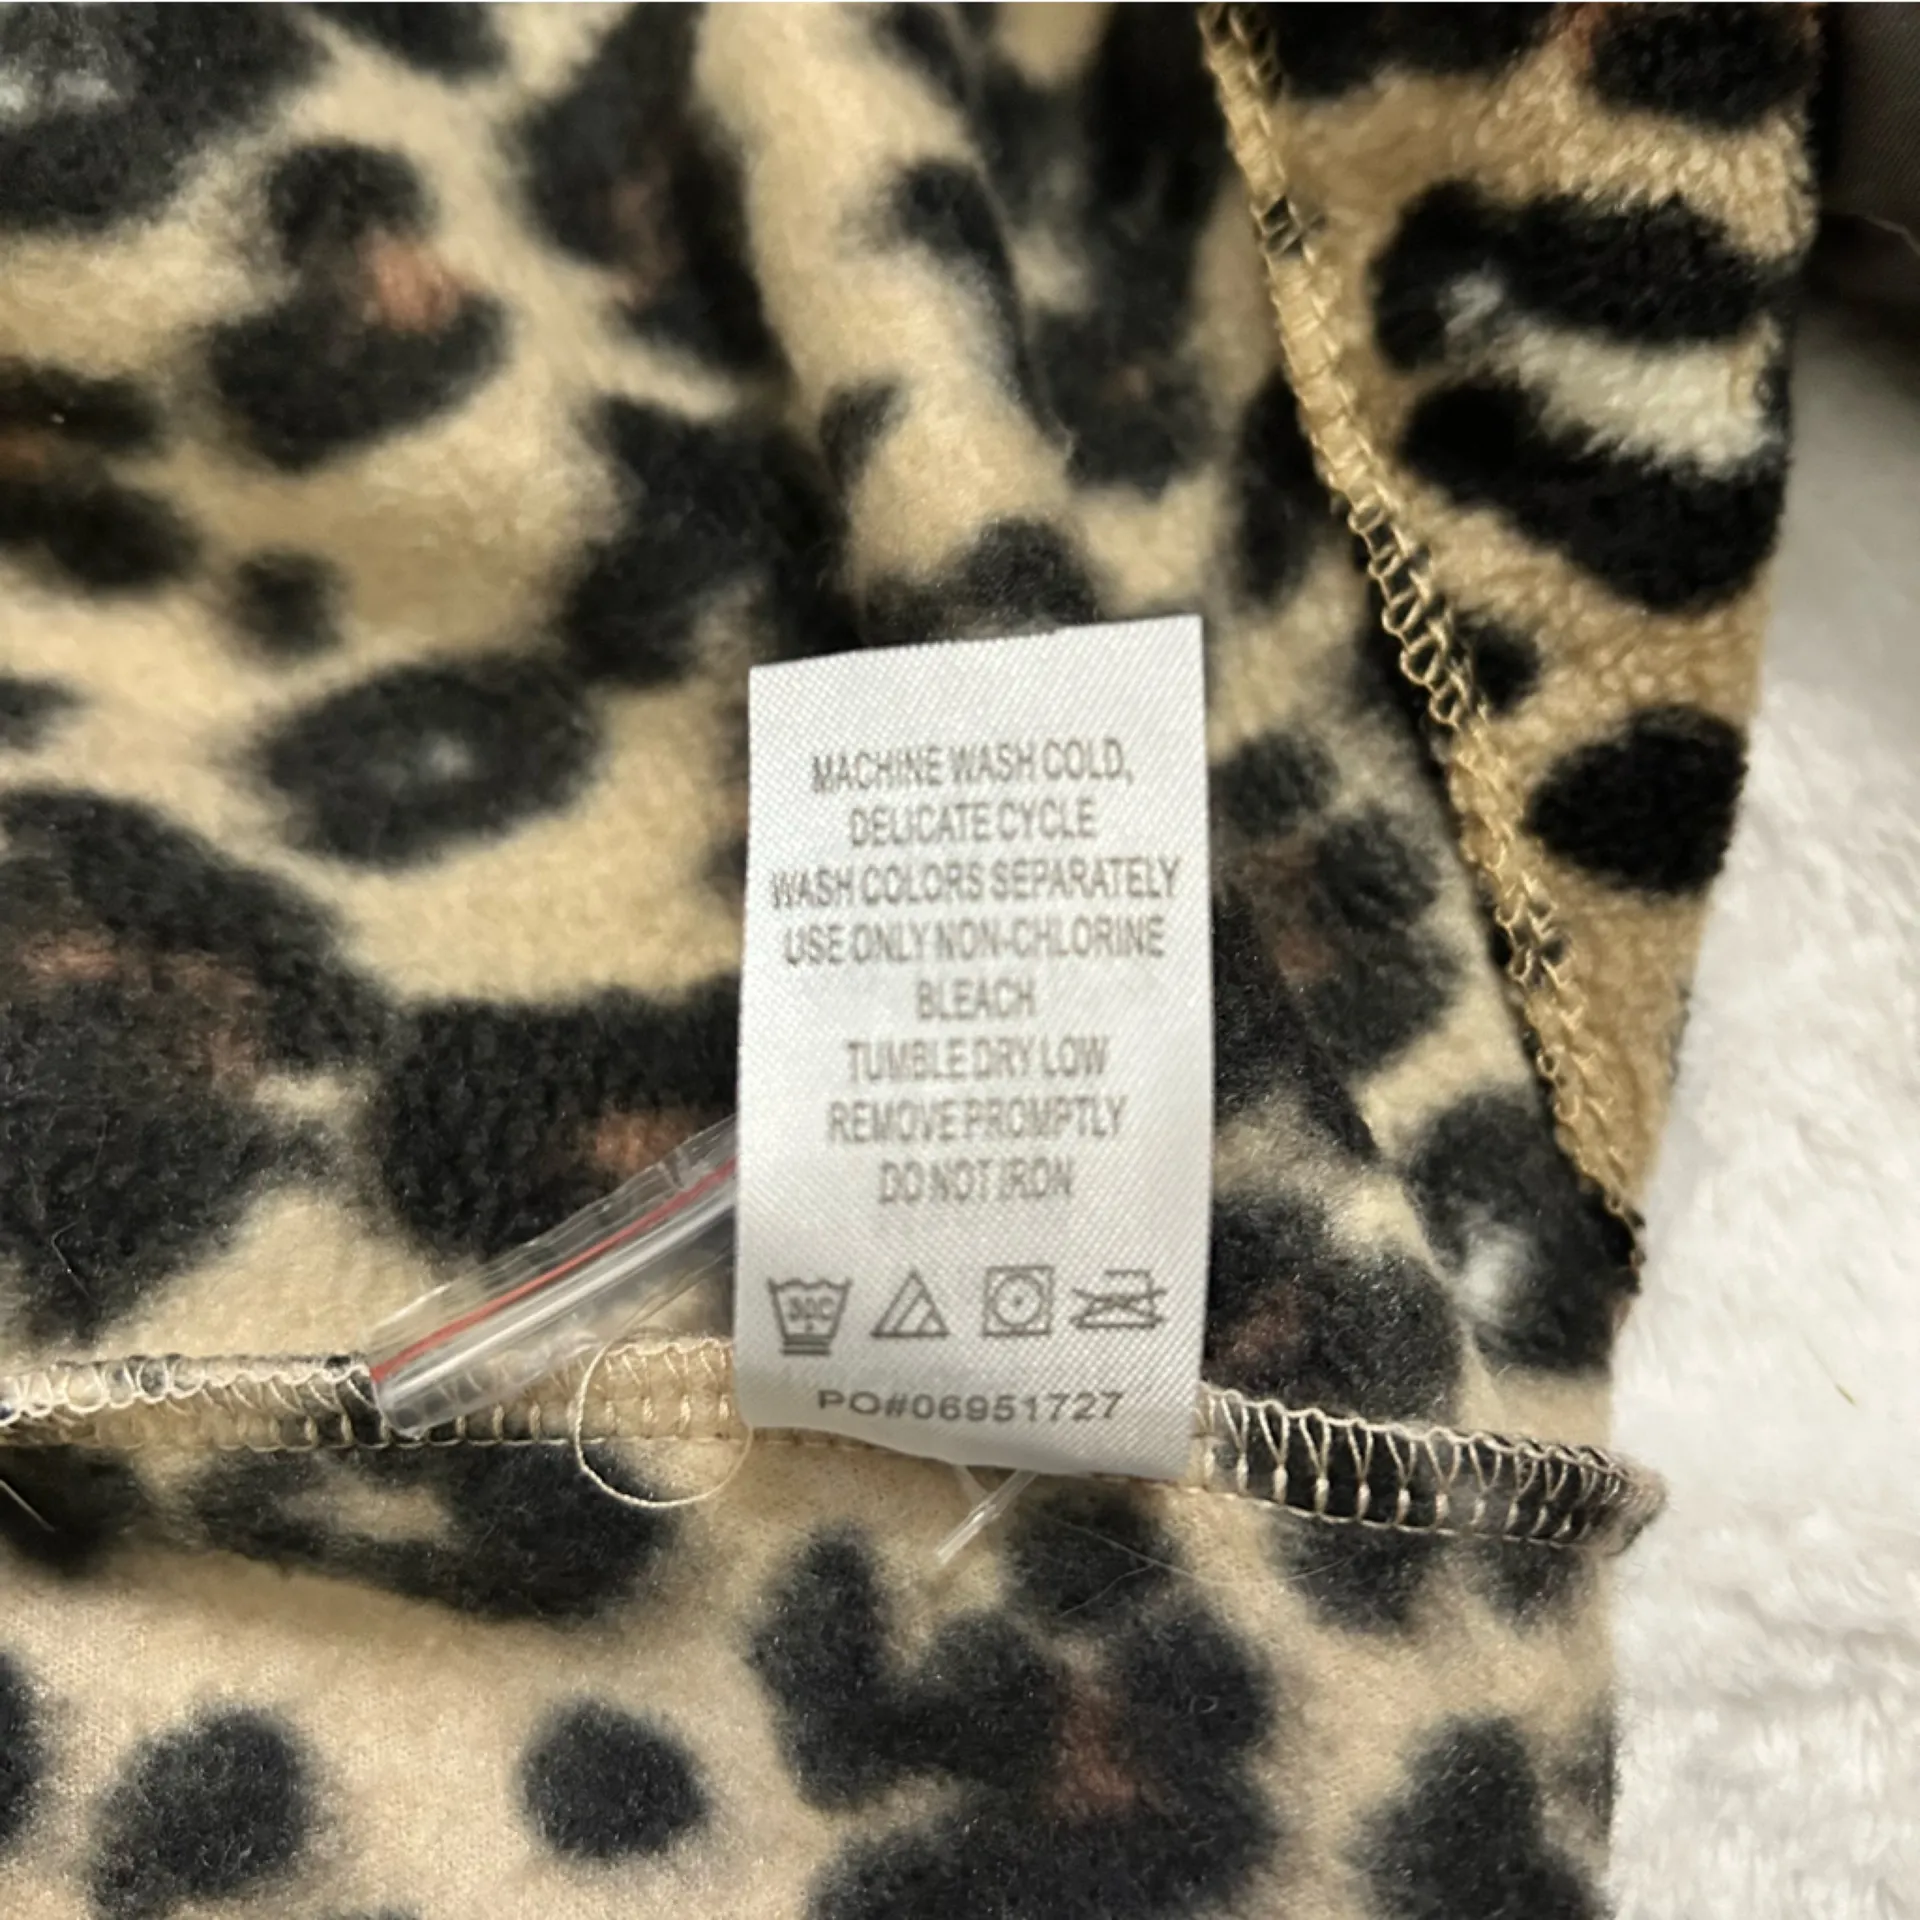 MACHINE WASH COLD,
DELICATE CYCLE
WASH COLORS SEPARATELY
USE ONLY NON-CHLORINE
BLEACH
TUMBLE DRY LOW
REMOVE PROMPTLY
DO NOT IRON
PO#06951727